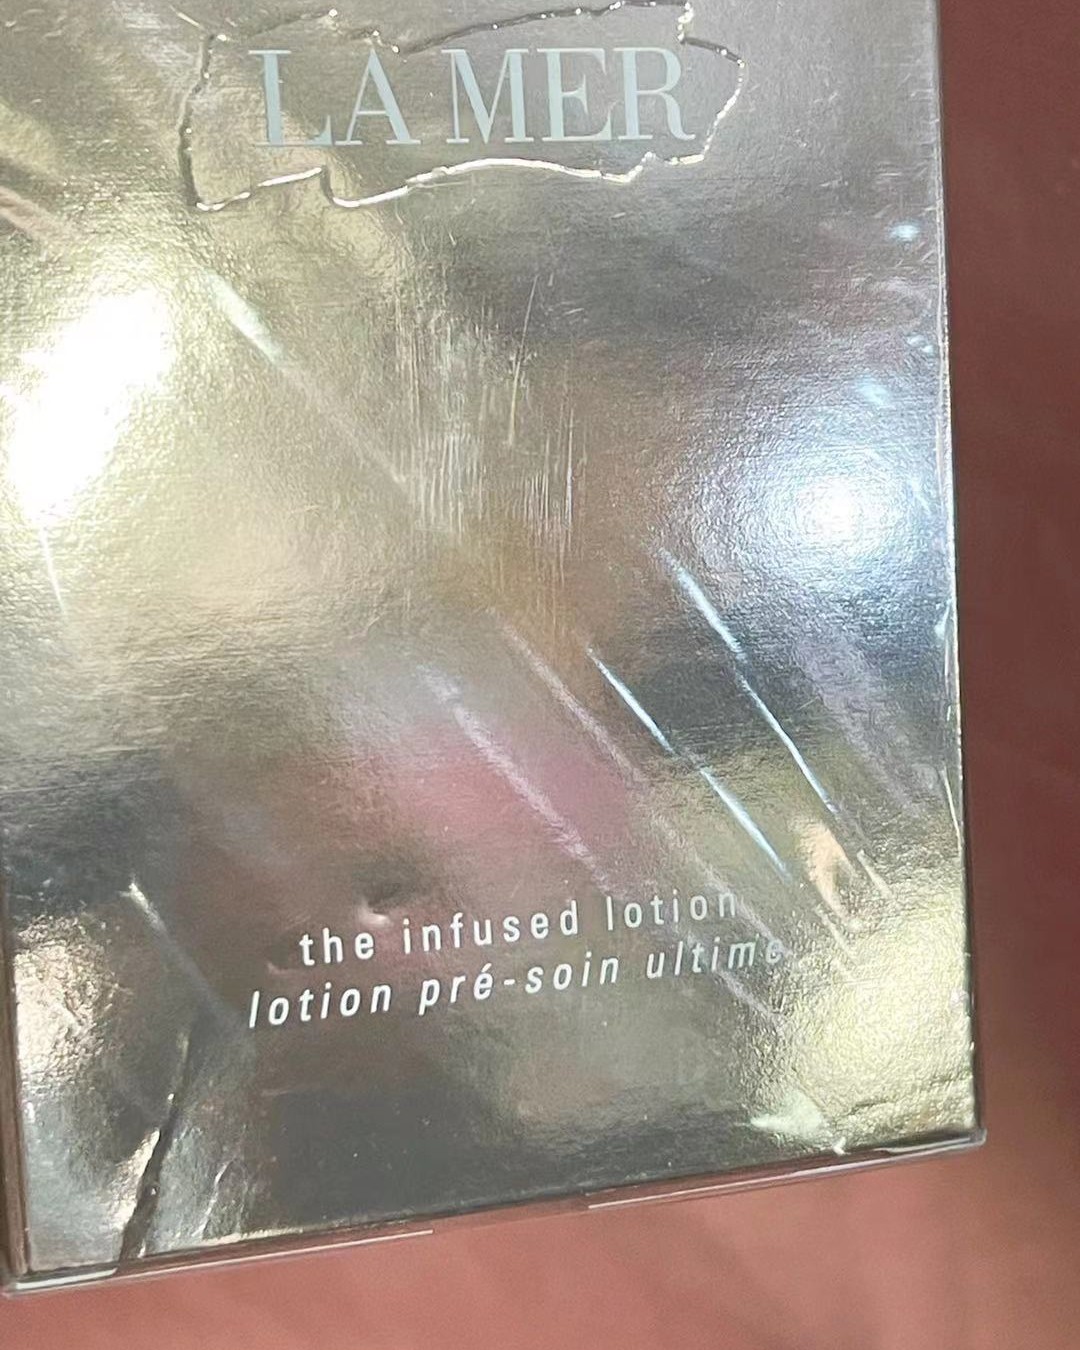 LA MER
the infused lotion
lotion pré-soin ultime